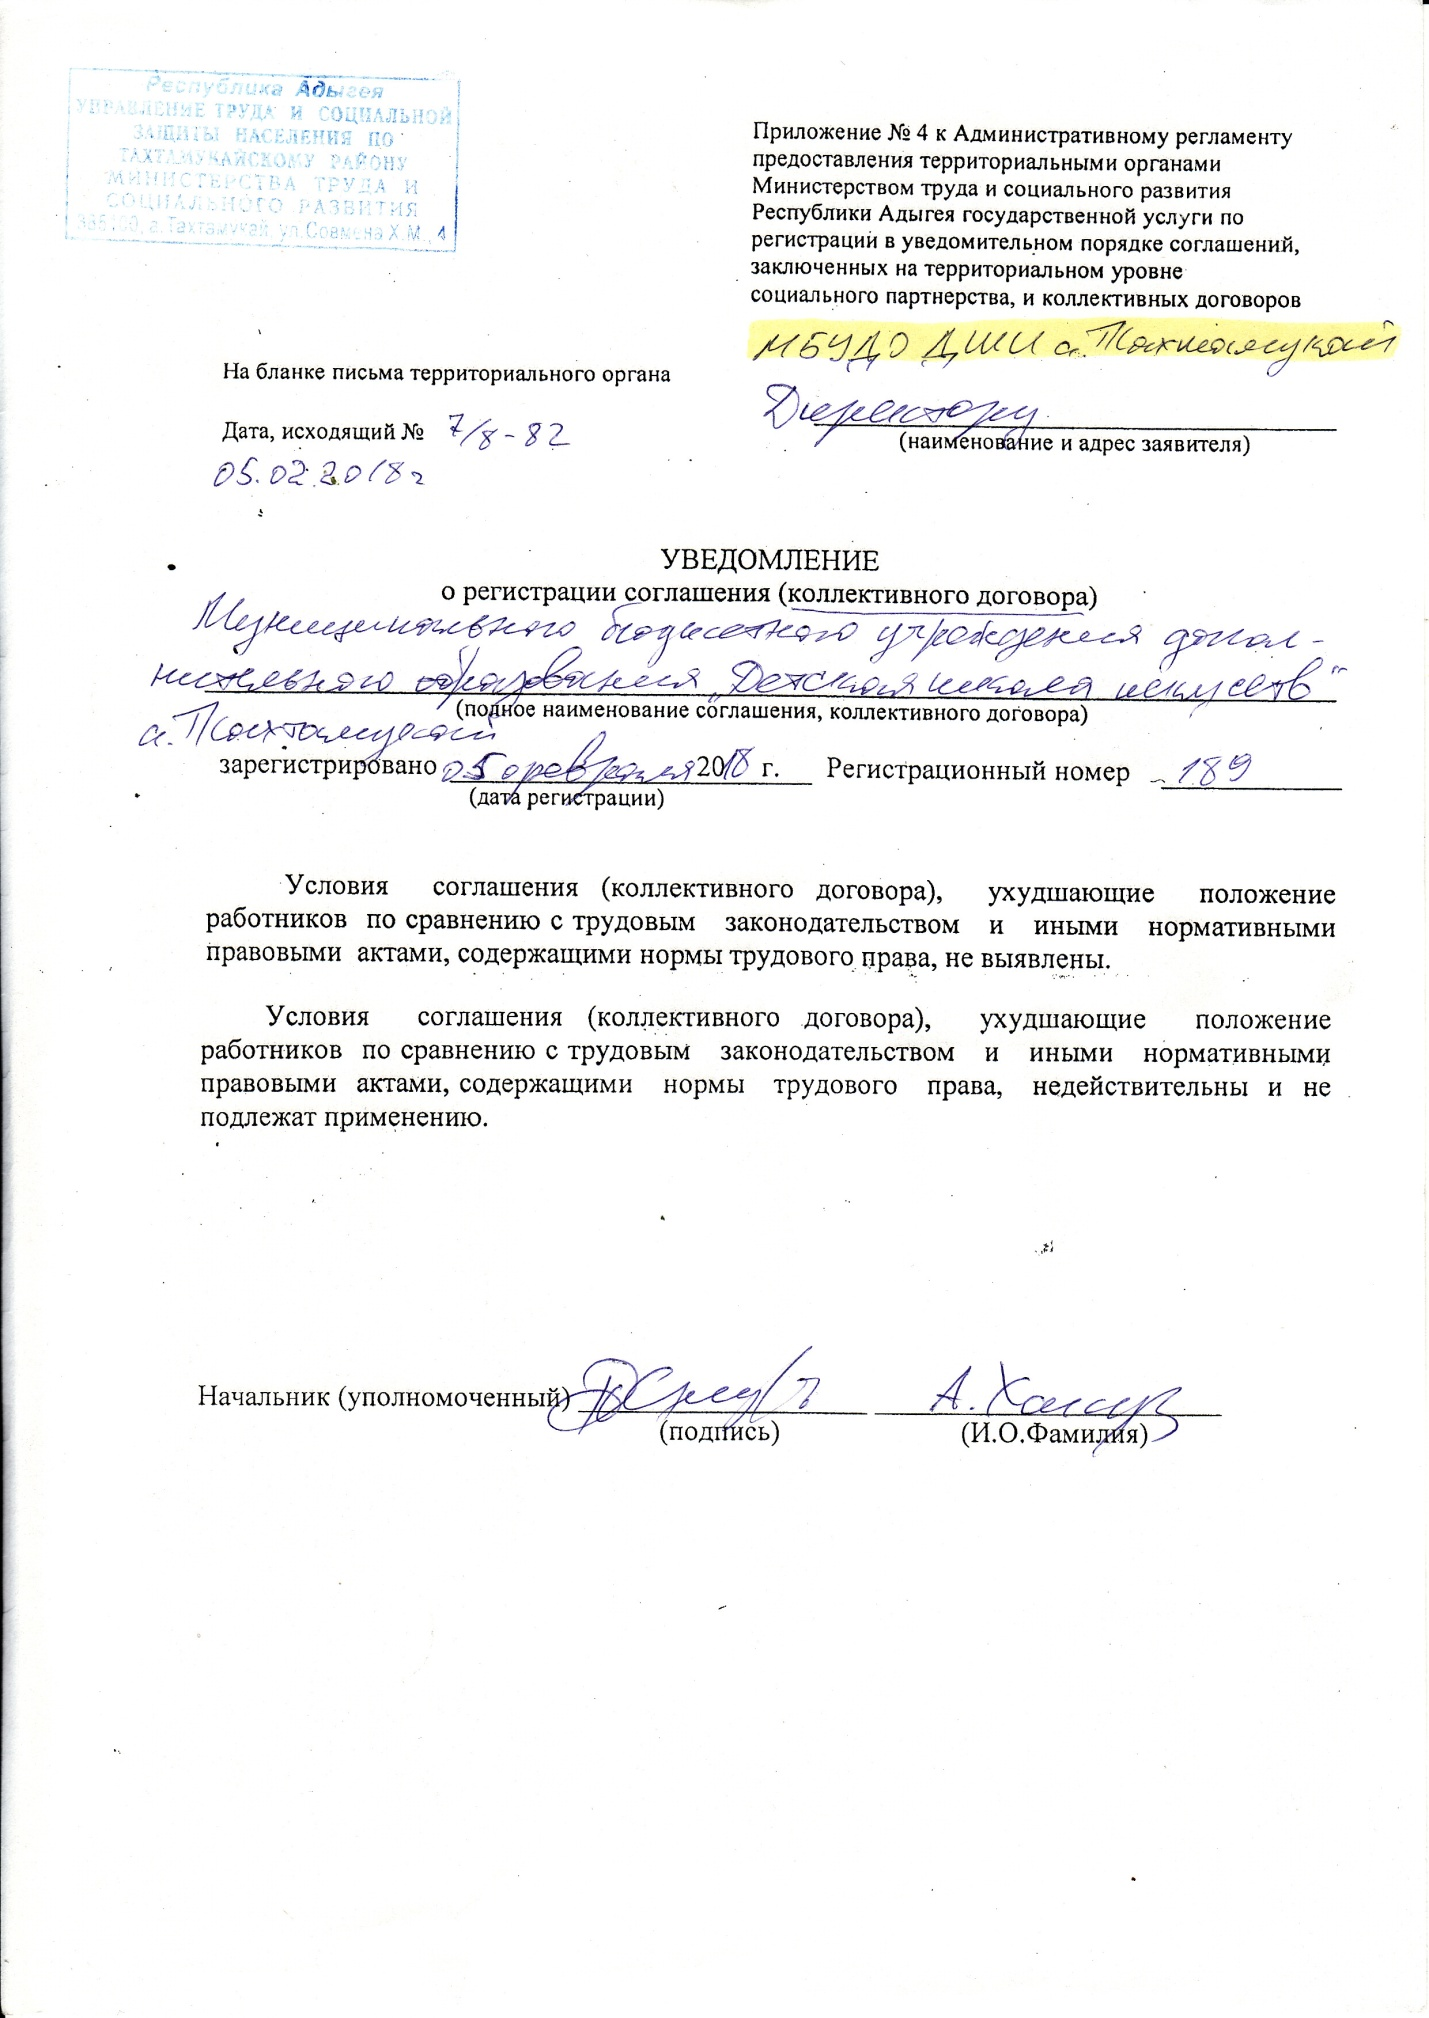 Республика Адыгея
УПРАВЛЕНИЕ ТРУДА И СОЦИАЛЬНОЙ
ЗАЩИТЫ НАСЕЛЕНИЯ ПО
ТАХТАМУКАЙСКОМУ РАЙОНУ
МИНИСТЕРСТВА ТРУДА И
СОЦИАЛЬНОГО РАЗВИТИЯ
а.Тахтамукай, ул.Совмена Х.М., 1
Приложение № 4 к Административному регламенту
предоставления территориальными органами
Министерством труда и социального развития
Республики Адыгея государственной услуги по
регистраций в уведомительном порядке соглашений,
заключенных на территориальном уровне
социального партнерства, и коллективных договоров
МБУДО ДШИ а.Тахтамукай
Директору
(наименование и адрес заявителя)
На бланке письма территориального органа
Дата, исходящий № 7/8-82
05.02.2018г
УВЕДОМЛЕНИЕ
о регистрации соглашения (коллективного договора)
Муниципального бюджетного учреждения допол-
нительного образования „Детская школа искусств"
(полное наименование соглашения, коллективного договора)
а.Тахтамукай
зарегистрировано 05 февраля 2018 г. Регистрационный номер 189
(дата регистрации)
Условия соглашения (коллективного договора), ухудшающие положение
работников по сравнению с трудовым законодательством и иными нормативными
правовыми актами, содержащими нормы трудового права, не выявлены.
Условия соглашения (коллективного договора), ухудшающие положение
работников по сравнению с трудовым законодательством и иными нормативными
правовыми актами, содержащими нормы трудового права, недействительны и не
подлежат применению.
Начальник (уполномоченный) А.
(подпись) (И.О.Фамилия)